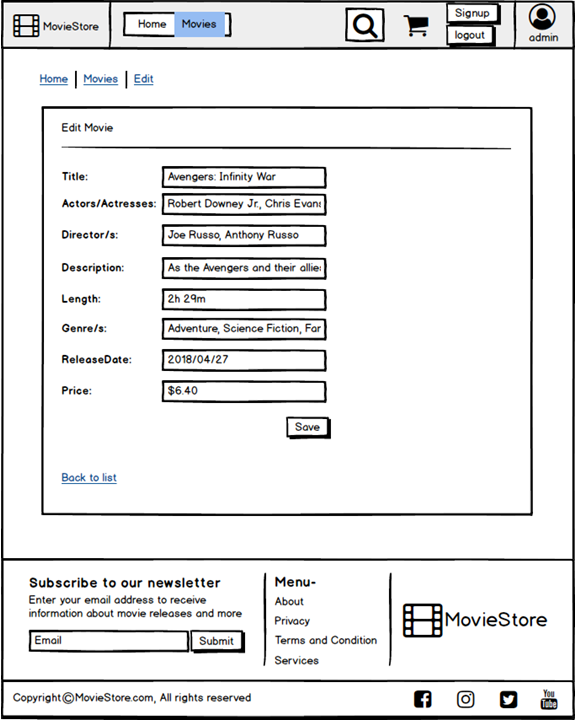 MovieStore
Home Movies
Signup
logout
admin
Home Movies Edit
Edit Movie
Title: Avengers: Infinity War
Actors/Actresses: Robert Downey Jr., Chris Evans
Director/s: Joe Russo, Anthony Russo
Description: As the Avengers and their allies
Length: 2h 29m
Genre/s: Adventure, Science Fiction, Fan
ReleaseDate: 2018/04/27
Price: $6.40
Save
Back to list
Subscribe to our newsletter
Enter your email address to receive
information about movie releases and more
Email Submit
Menu-
About
Privacy
Terms and Condition
Services
MovieStore
Copyright©MovieStore.com, All rights reserved
You
Tube